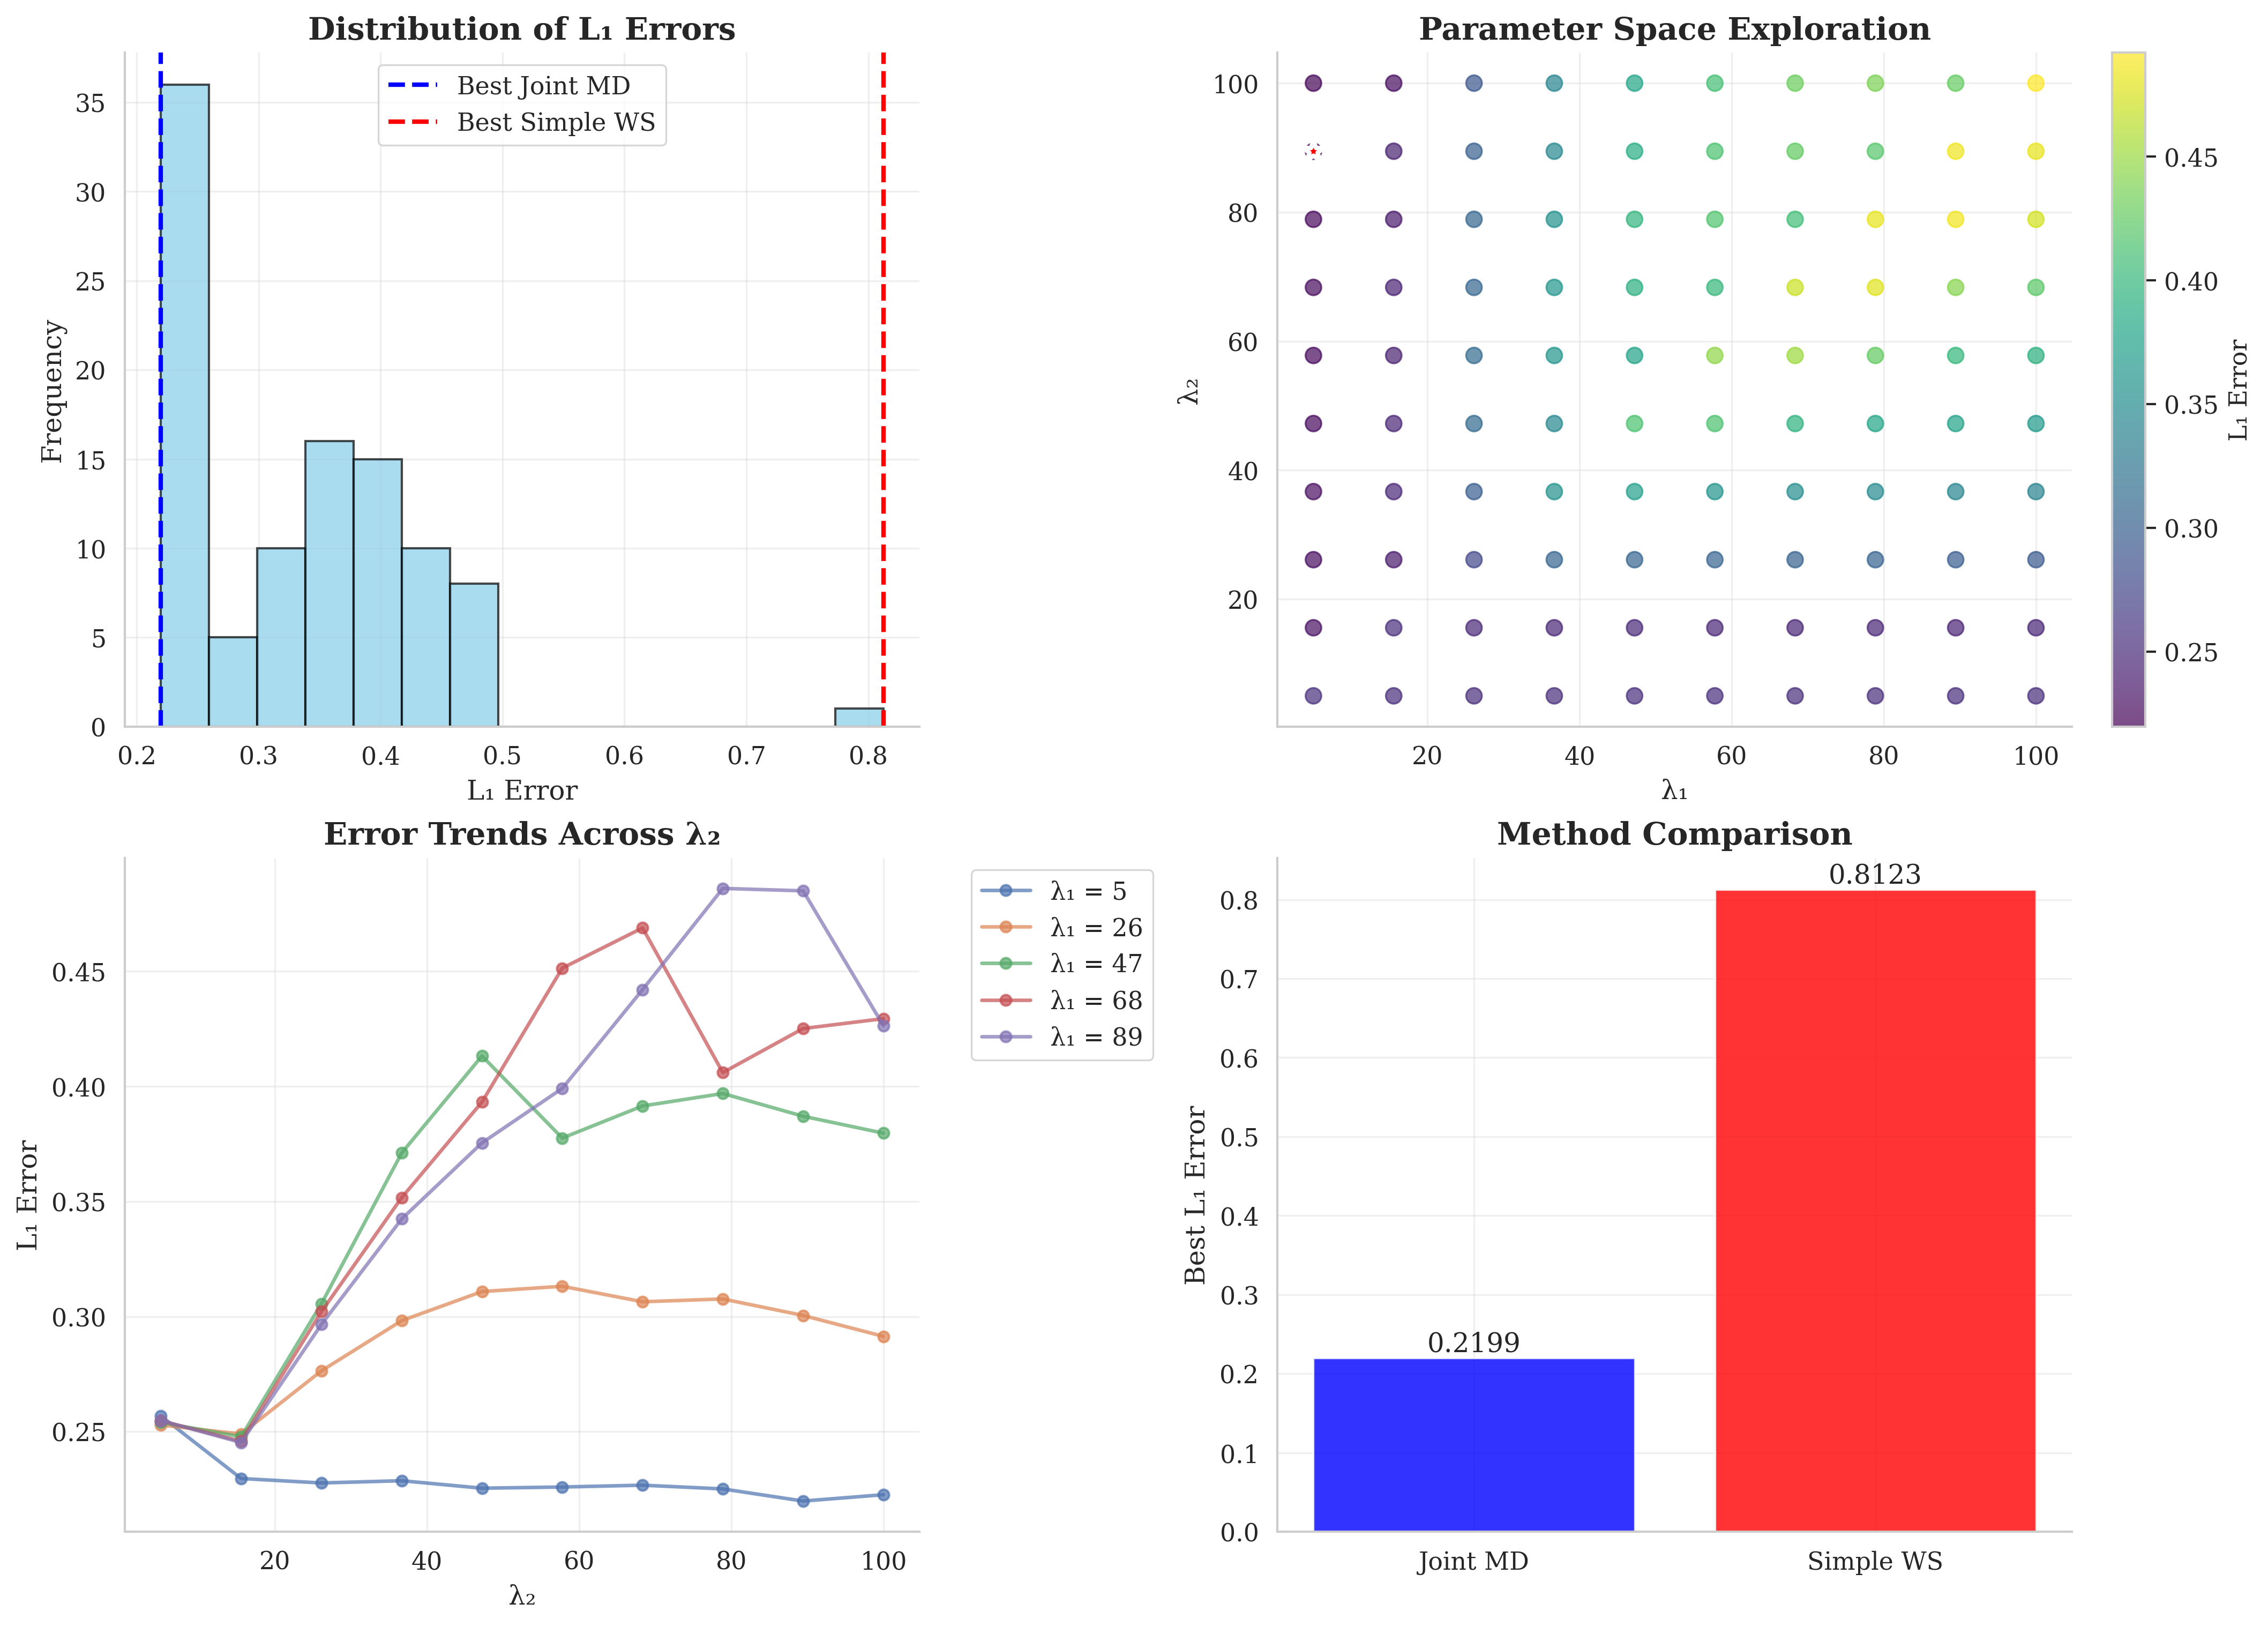 Distribution of L₁ Errors
Best Joint MD
Best Simple WS
Frequency
35
30
25
20
15
10
5
0
0.2 0.3 0.4 0.5 0.6 0.7 0.8
L₁ Error
Parameter Space Exploration
λ₂
100
80
60
40
20
20 40 60 80 100
λ₁
0.45
0.40
0.35
0.30
0.25
L₁ Error
Error Trends Across λ₂
L₁ Error
0.45
0.40
0.35
0.30
0.25
20 40 60 80 100
λ₂
λ₁ = 5
λ₁ = 26
λ₁ = 47
λ₁ = 68
λ₁ = 89
Method Comparison
Best L₁ Error
0.8
0.7
0.6
0.5
0.4
0.3
0.2
0.1
0.0
0.2199
0.8123
Joint MD
Simple WS